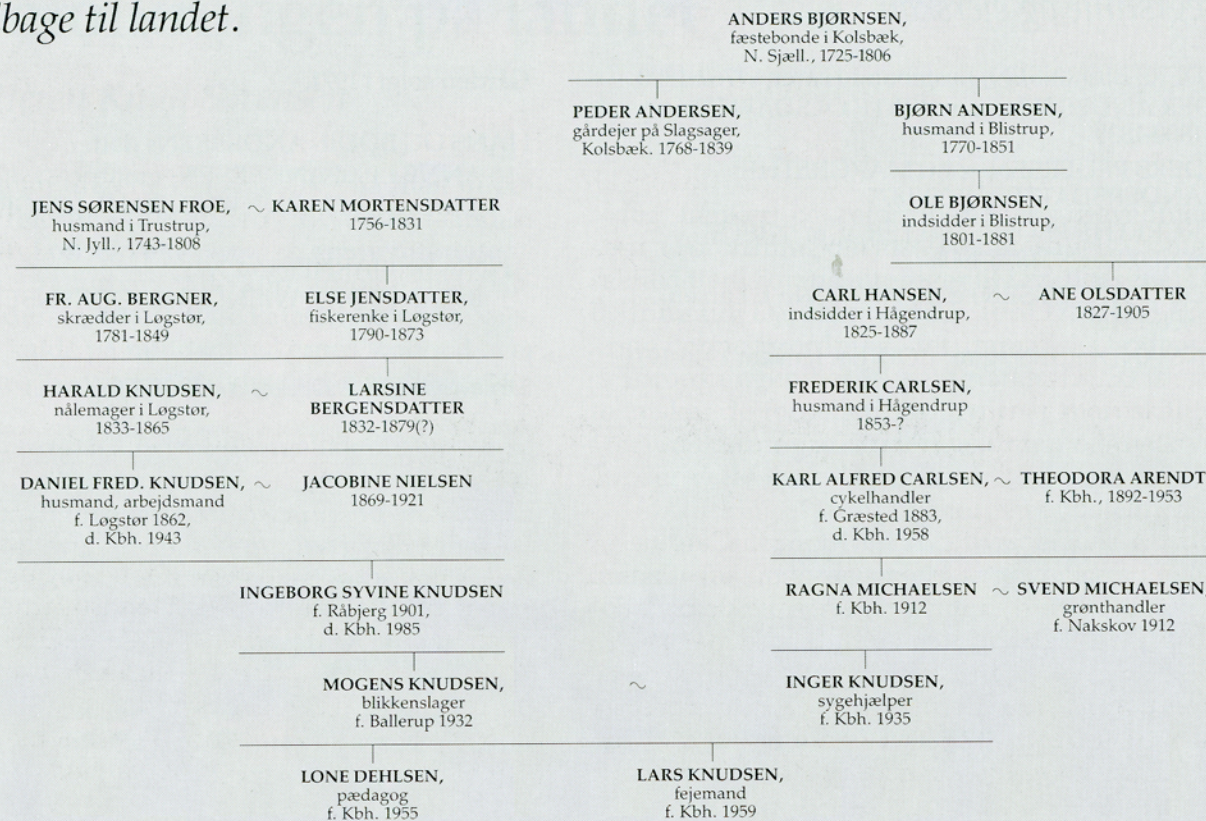 bage til landet.
ANDERS BJØRNSEN,
fæstebonde i Kolsbæk,
N. Sjæll., 1725-1806
PEDER ANDERSEN,
gårdejer på Slagsager,
Kolsbæk. 1768-1839
BJØRN ANDERSEN,
husmand i Blistrup,
1770-1851
JENS SØRENSEN FROE,
husmand i Trustrup,
N. Jyll., 1743-1808
~
KAREN MORTENSDATTER
1756-1831
OLE BJØRNSEN,
indsidder i Blistrup,
1801-1881
FR. AUG. BERGNER,
skrædder i Løgstør,
1781-1849
ELSE JENSDATTER,
fiskerenke i Løgstør,
1790-1873
CARL HANSEN,
indsidder i Hågendrup,
1825-1887
~
ANE OLSDATTER
1827-1905
HARALD KNUDSEN,
nålemager i Løgstør,
1833-1865
~
LARSINE
BERGENSDATTER
1832-1879(?)
FREDERIK CARLSEN,
husmand i Hågendrup
1853-?
DANIEL FRED. KNUDSEN,
husmand, arbejdsmand
f. Løgstør 1862,
d. Kbh. 1943
~
JACOBINE NIELSEN
1869-1921
KARL ALFRED CARLSEN,
cykelhandler
f. Græsted 1883,
d. Kbh. 1958
~
THEODORA ARENDT
f. Kbh., 1892-1953
INGEBORG SYVINE KNUDSEN
f. Råbjerg 1901,
d. Kbh. 1985
RAGNA MICHAELSEN
f. Kbh. 1912
~
SVEND MICHAELSEN,
grønthandler
f. Nakskov 1912
MOGENS KNUDSEN,
blikkenslager
f. Ballerup 1932
~
INGER KNUDSEN,
sygehjælper
f. Kbh. 1935
LONE DEHLSEN,
pædagog
f. Kbh. 1955
LARS KNUDSEN,
fejemand
f. Kbh. 1959